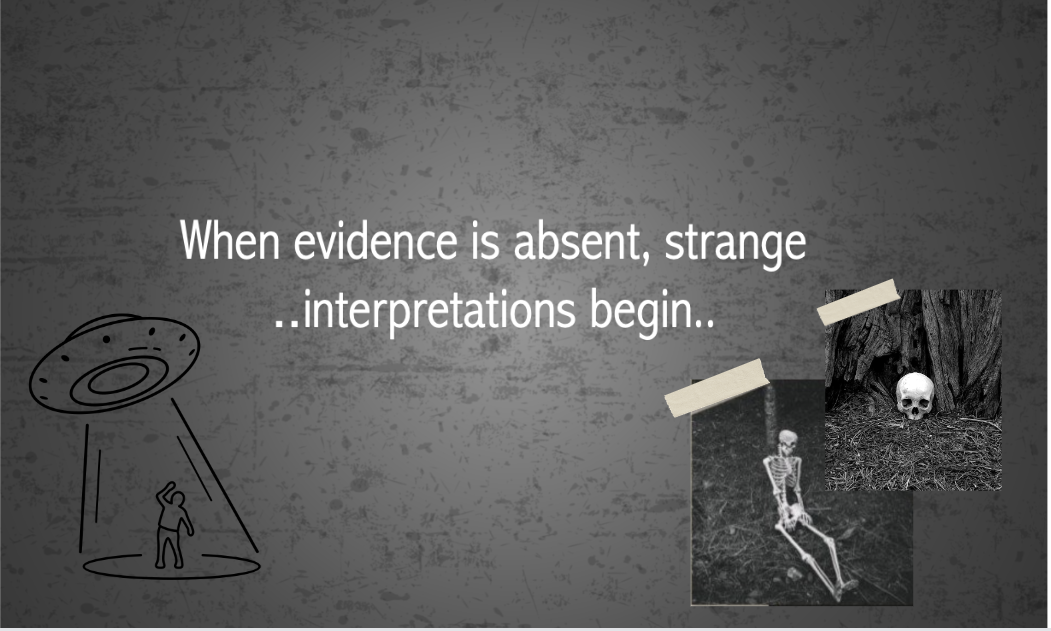 When evidence is absent, strange
..interpretations begin..